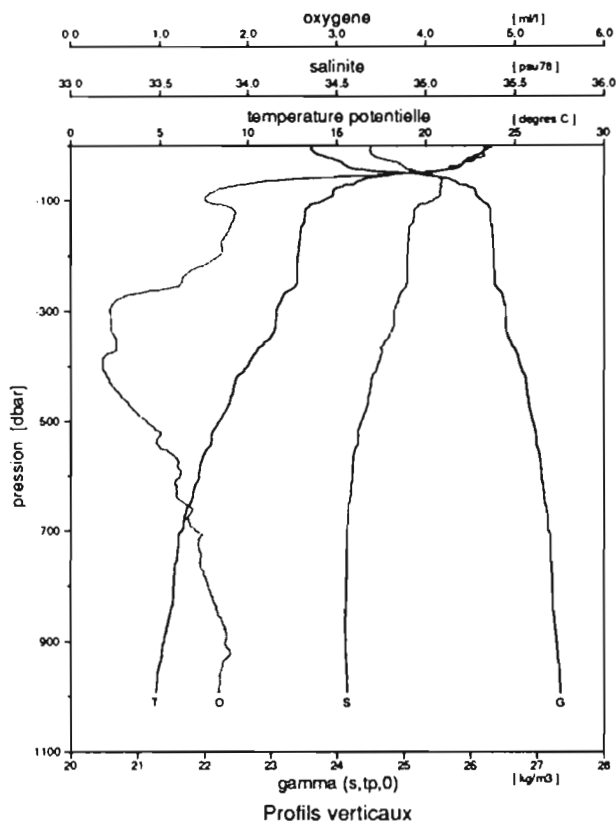 oxygene [ml/l]
0.0 1.0 2.0 3.0 4.0 5.0 6.0
salinite [psu78]
33.0 33.5 34.0 34.5 35.0 35.5 36.0
temperature potentielle [degres C]
0 5 10 15 20 25 30
-100
-300
500
700
900
1100
pression [dbar]
T O S G
20 22 23 24 25 26 27 28
gamma (s,tp,0) [kg/m3]
Profils verticaux